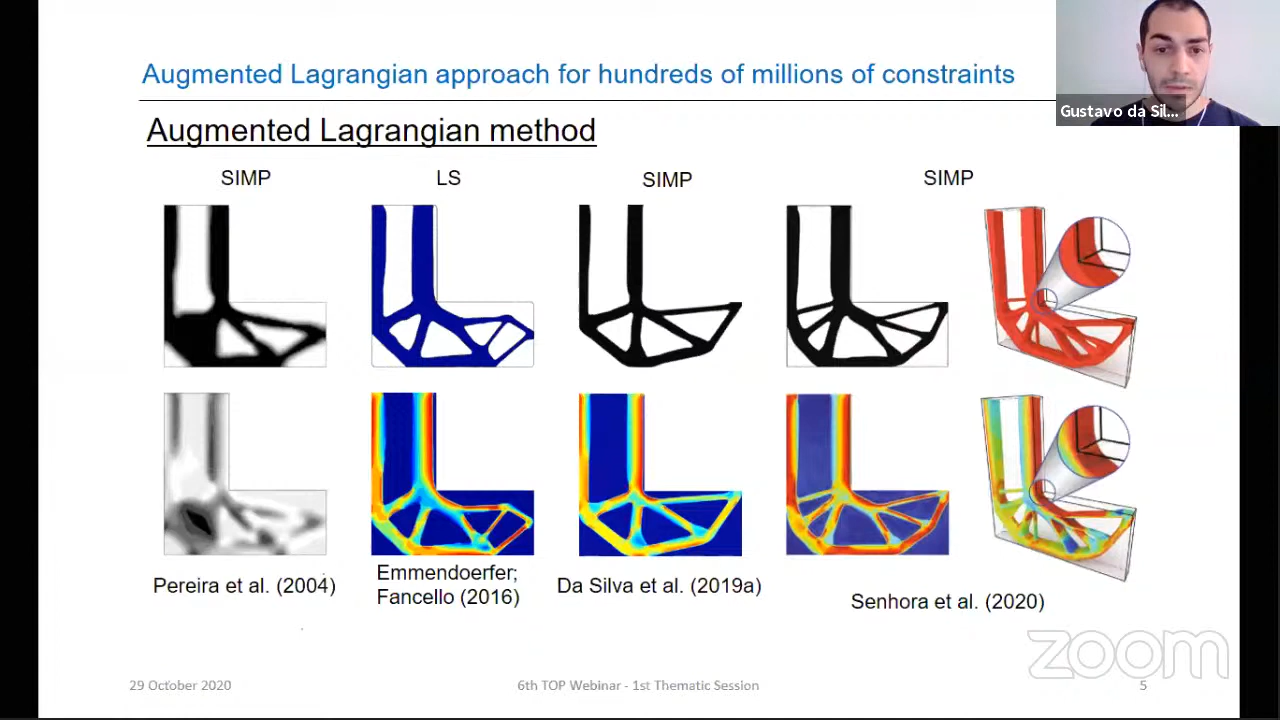 Augmented Lagrangian approach for hundreds of millions of constraints
Gustavo da Sil...
Augmented Lagrangian method
SIMP
LS
SIMP
SIMP
Pereira et al. (2004)
Emmendoerfer;
Fancello (2016)
Da Silva et al. (2019a)
Senhora et al. (2020)
zoom
29 October 2020
6th TOP Webinar - 1st Thematic Session
5